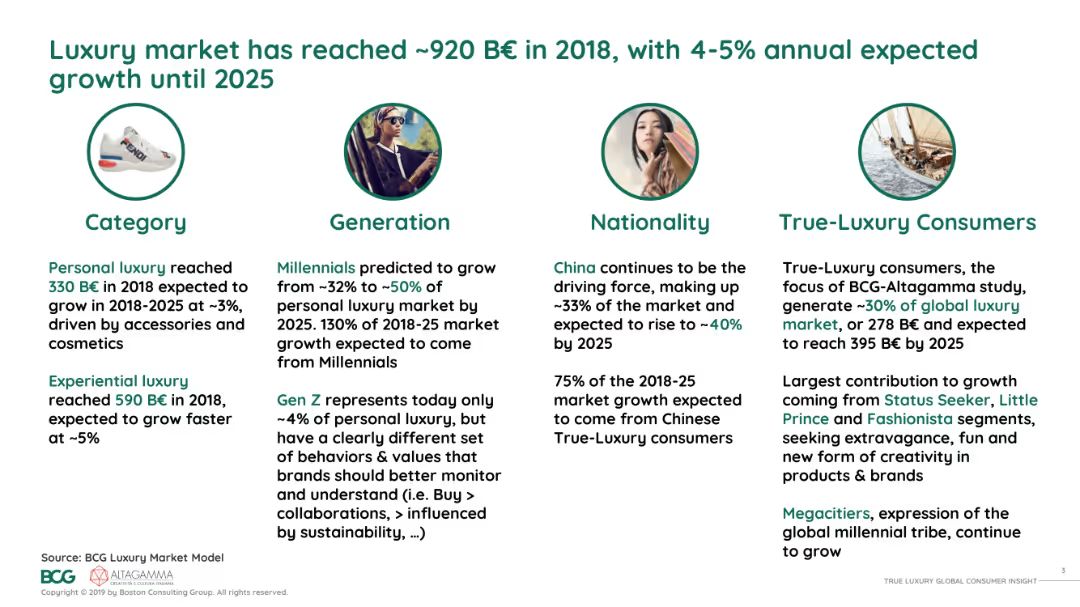 Luxury market has reached ~920 B€ in 2018, with 4-5% annual expected
growth until 2025
FENDI
Category
Personal luxury reached
330 B€ in 2018 expected to
grow in 2018-2025 at ~3%,
driven by accessories and
cosmetics
Experiential luxury
reached 590 B€ in 2018,
expected to grow faster
at ~5%
Generation
Millennials predicted to grow
from ~32% to ~50% of
personal luxury market by
2025. 130% of 2018-25 market
growth expected to come
from Millennials
Gen Z represents today only
~4% of personal luxury, but
have a clearly different set
of behaviors & values that
brands should better monitor
and understand (i.e. Buy >
collaborations, > influenced
by sustainability, …)
Nationality
China continues to be the
driving force, making up
~33% of the market and
expected to rise to ~40%
by 2025
75% of the 2018-25
market growth expected
to come from Chinese
True-Luxury consumers
True-Luxury Consumers
True-Luxury consumers, the
focus of BCG-Altagamma study,
generate ~30% of global luxury
market, or 278 B€ and expected
to reach 395 B€ by 2025
Largest contribution to growth
coming from Status Seeker, Little
Prince and Fashionista segments,
seeking extravagance, fun and
new form of creativity in
products & brands
Megacitiers, expression of the
global millennial tribe, continue
to grow
Source: BCG Luxury Market Model
BCG
ALTAGAMMA
CREATIVITÀ E CULTURA ITALIANA
Copyright © 2019 by Boston Consulting Group. All rights reserved.
3
TRUE LUXURY GLOBAL CONSUMER INSIGHT